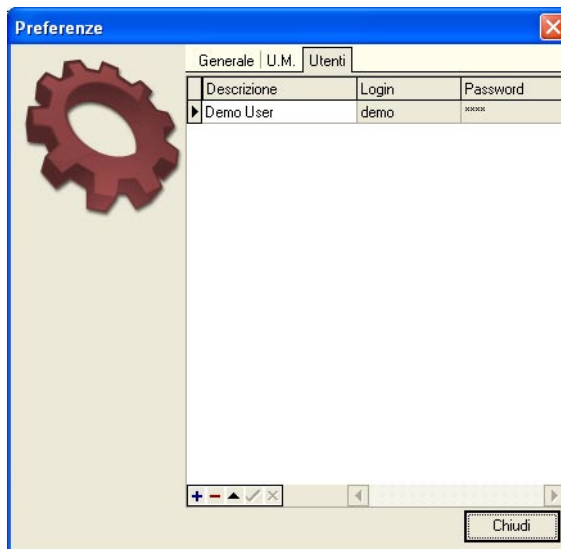 Preferenze
Generale U.M. Utenti
Descrizione Login Password
Demo User demo ****
Chiudi